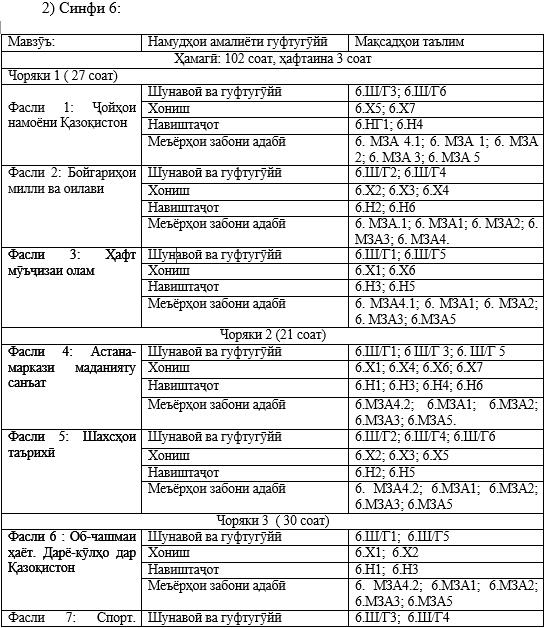 2) Синфи 6:
Мавзӯъ: Намудҳои амалиёти гуфтугӯйӣ Мақсадҳои таълим
Ҳамагӣ: 102 соат, ҳафтаина 3 соат
Чоряки 1 ( 27 соат)
Фасли 1: Ҷойҳои намоёни Қазоқистон
Шунавоӣ ва гуфтугӯйӣ 6.Ш/Г3; 6.Ш/Г6
Хониш 6.Х5; 6.Х7
Навиштаҷот 6.НГ1; 6.Н4
Меъёрҳои забони адабӣ 6. МЗА 4.1; 6. МЗА 1; 6. МЗА
2; 6. МЗА 3; 6. МЗА 5
Фасли 2: Бойгариҳои милли ва оилави
Шунавоӣ ва гуфтугӯйӣ 6.Ш/Г2; 6.Ш/Г4
Хониш 6.Х2; 6.Х3; 6.Х4
Навиштаҷот 6.Н2; 6.Н6
Меъёрҳои забони адабӣ 6. МЗА.1; 6. МЗА1; 6. МЗА2; 6.
МЗА3; 6. МЗА4.
Фасли 3: Ҳафт мӯъҷизаи олам
Шунавоӣ ва гуфтугӯйӣ 6.Ш/Г1; 6.Ш/Г5
Хониш 6.Х1; 6.Х6
Навиштаҷот 6.Н3; 6.Н5
Меъёрҳои забони адабӣ 6. МЗА4.1; 6. МЗА1; 6. МЗА2;
6. МЗА3; 6.МЗА5
Чоряки 2 (21 соат)
Фасли 4: Астана-маркази маданияту санъат
Шунавоӣ ва гуфтугӯйӣ 6.Ш/Г1; 6 Ш/Г 3; 6. Ш/Г 5
Хониш 6.Х1; 6.Х4; 6.Х6; 6.Х7
Навиштаҷот 6.Н1; 6.Н3; 6.Н4; 6.Н6
Меъёрҳои забони адабӣ 6.МЗА4.2; 6.МЗА1; 6.МЗА2;
6.МЗА3; 6.МЗА5.
Фасли 5: Шахсҳои таърихӣ
Шунавоӣ ва гуфтугӯйӣ 6.Ш/Г2; 6.Ш/Г4; 6.Ш/Г6
Хониш 6.Х2; 6.Х3; 6.Х5
Навиштаҷот 6.Н2; 6.Н5
Меъёрҳои забони адабӣ 6. МЗА4.2; 6.МЗА1; 6.МЗА2;
6.МЗА3; 6.МЗА5
Чоряки 3 ( 30 соат)
Фасли 6 : Об-чашмаи ҳаёт. Дарё-кӯлҳо дар Қазоқистон
Шунавоӣ ва гуфтугӯйӣ 6.Ш/Г1; 6.Ш/Г5
Хониш 6.Х1; 6.Х2
Навиштаҷот 6.Н1; 6.Н3
Меъёрҳои забони адабӣ 6. МЗА4.2; 6.МЗА1; 6.МЗА2;
6.МЗА3; 6.МЗА5
Фасли 7: Спорт. Шунавоӣ ва гуфтугӯйӣ 6.Ш/Г3; 6.Ш/Г4